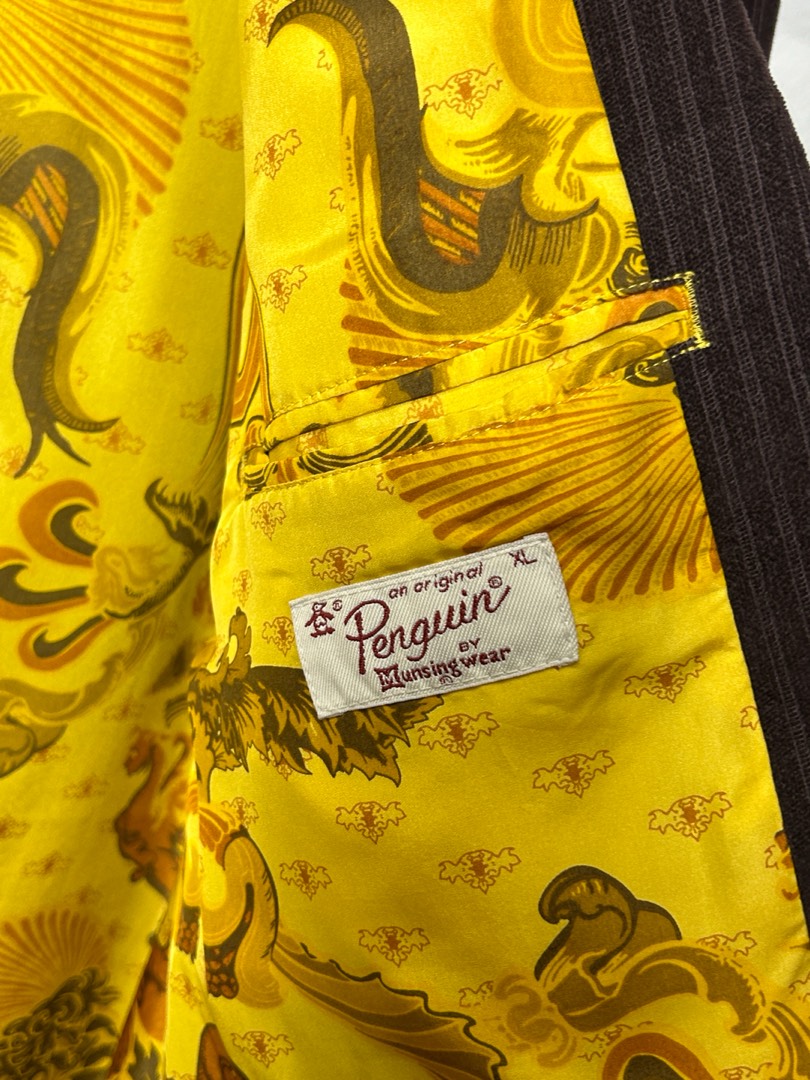 XL
an original
Penguin®
BY
Munsingwear
®